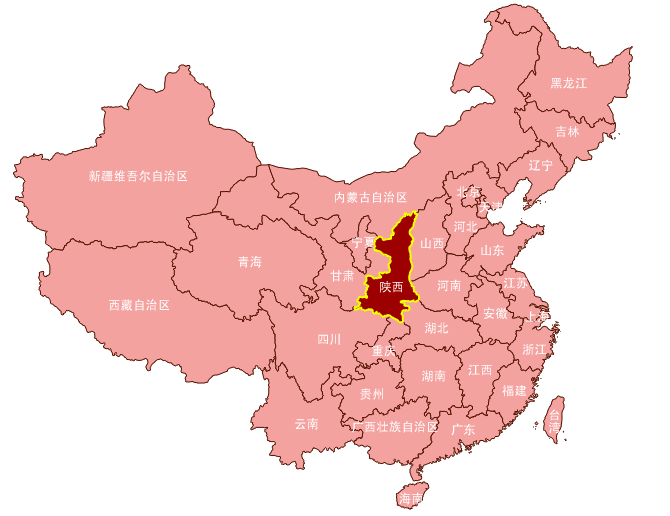 黑龙江
吉林
辽宁
新疆维吾尔自治区
内蒙古自治区
北京
天津
河北
宁夏
山西
山东
青海
甘肃
陕西
河南
江苏
西藏自治区
安徽
上海
四川
湖北
重庆
浙江
湖南
江西
贵州
福建
云南
广西壮族自治区
广东
台
湾
海南